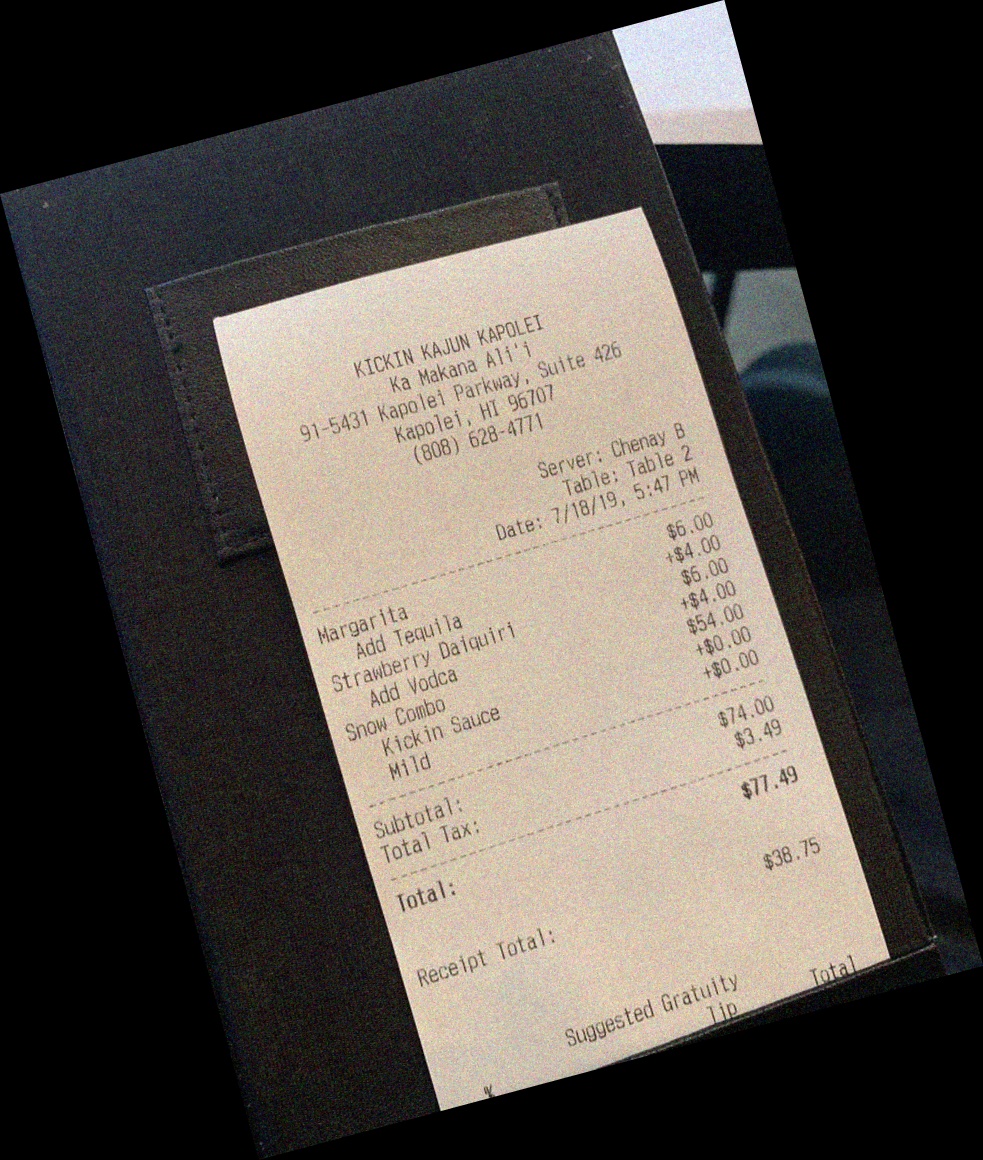 KICKIN KAJUN KAPOLEI
Ka Makana Ali'i
91-5431 Kapolei Parkway, Suite 426
Kapolei, HI 96707
(808) 628-4771
Server: Chenay B
Table: Table 2
Date: 7/18/19, 5:47 PM
Margarita $6.00
Add Tequila +$4.00
Strawberry Daiquiri $6.00
Add Vodca +$4.00
Snow Combo $54.00
Kickin Sauce +$0.00
Mild +$0.00
Subtotal: $74.00
Total Tax: $3.49
Total: $77.49
Receipt Total: $38.75
Suggested Gratuity
% Tip Total